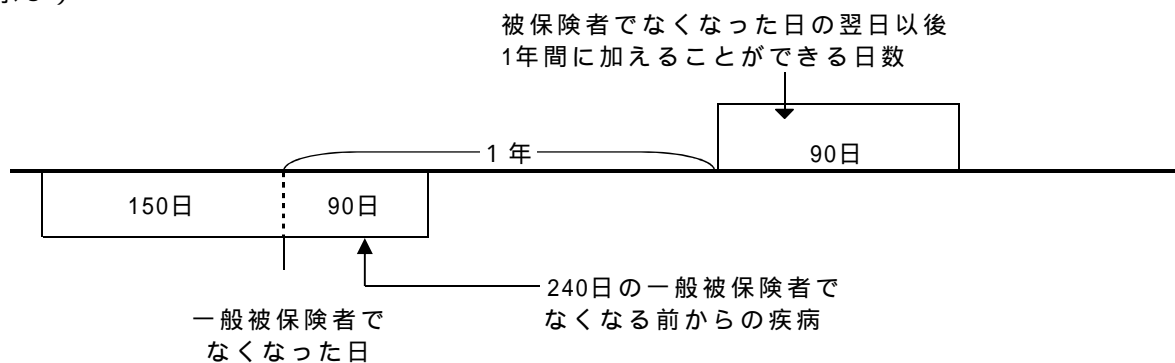 被保険者でなくなった日の翌日以後
1年間に加えることができる日数
1年
90日
150日
90日
240日の一般被保険者で
なくなる前からの疾病
一般被保険者で
なくなった日